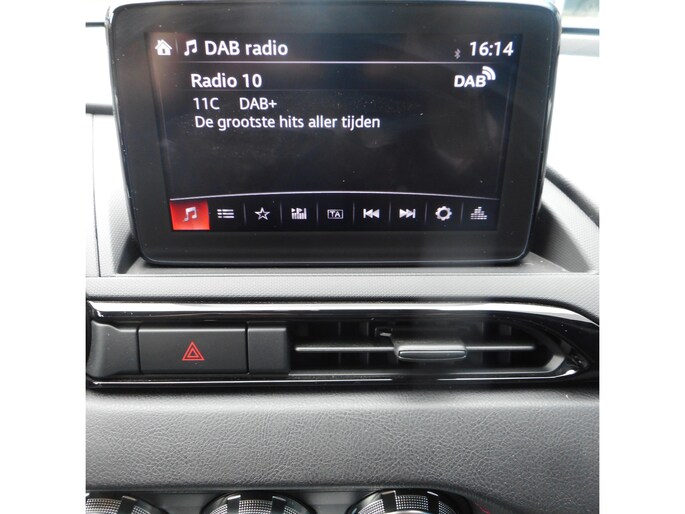 DAB radio 16:14
Radio 10 DAB
11C DAB+
De grootste hits aller tijden
TA